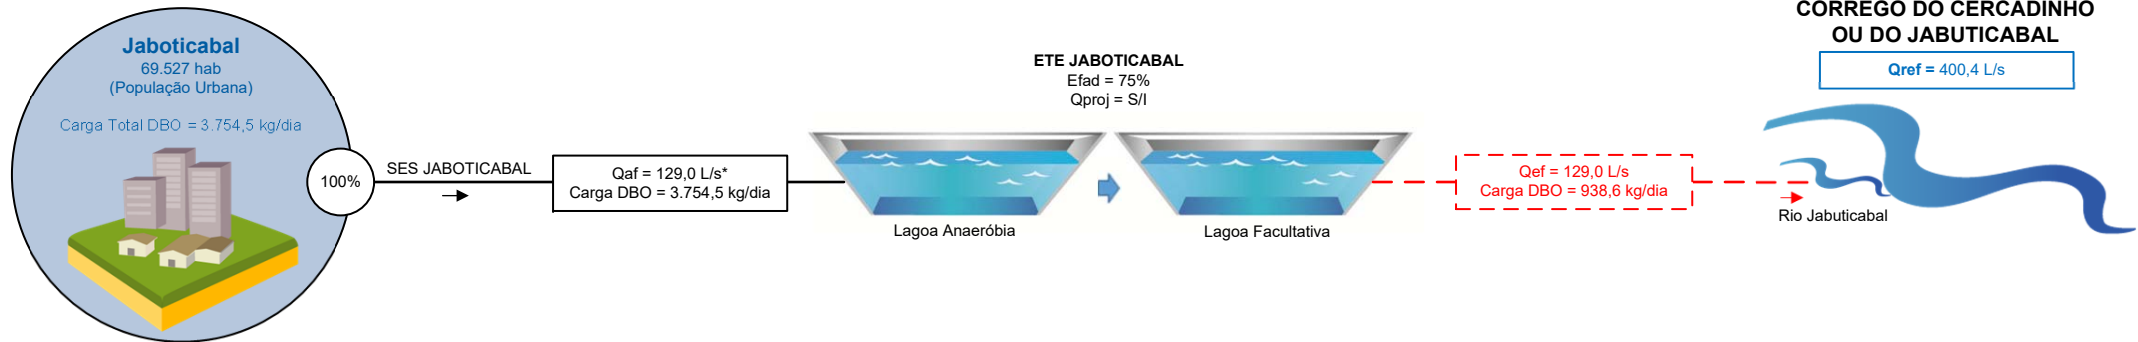 Jaboticabal
69.527 hab
(População Urbana)
Carga Total DBO = 3.754,5 kg/dia
100%
SES JABOTICABAL
Qaf = 129,0 L/s*
Carga DBO = 3.754,5 kg/dia
ETE JABOTICABAL
Efad = 75%
Qproj = S/I
Lagoa Anaeróbia
Lagoa Facultativa
Qef = 129,0 L/s
Carga DBO = 938,6 kg/dia
Rio Jabuticabal
CORREGO DO CERCADINHO
OU DO JABUTICABAL
Qref = 400,4 L/s